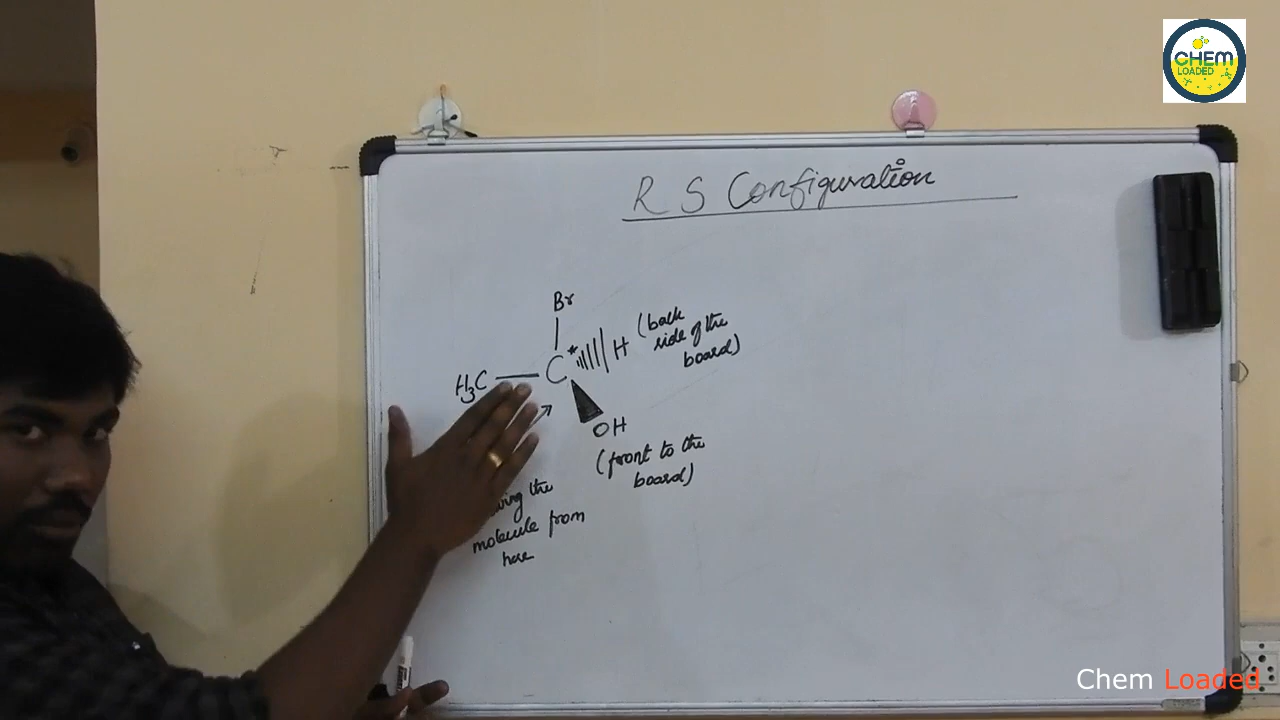 CHEM
LOADED
R S Configuration
Br
C * H
(back
side of the
board)
H3C
OH
(front to the
board)
the
molecule from
here
Chem Loaded